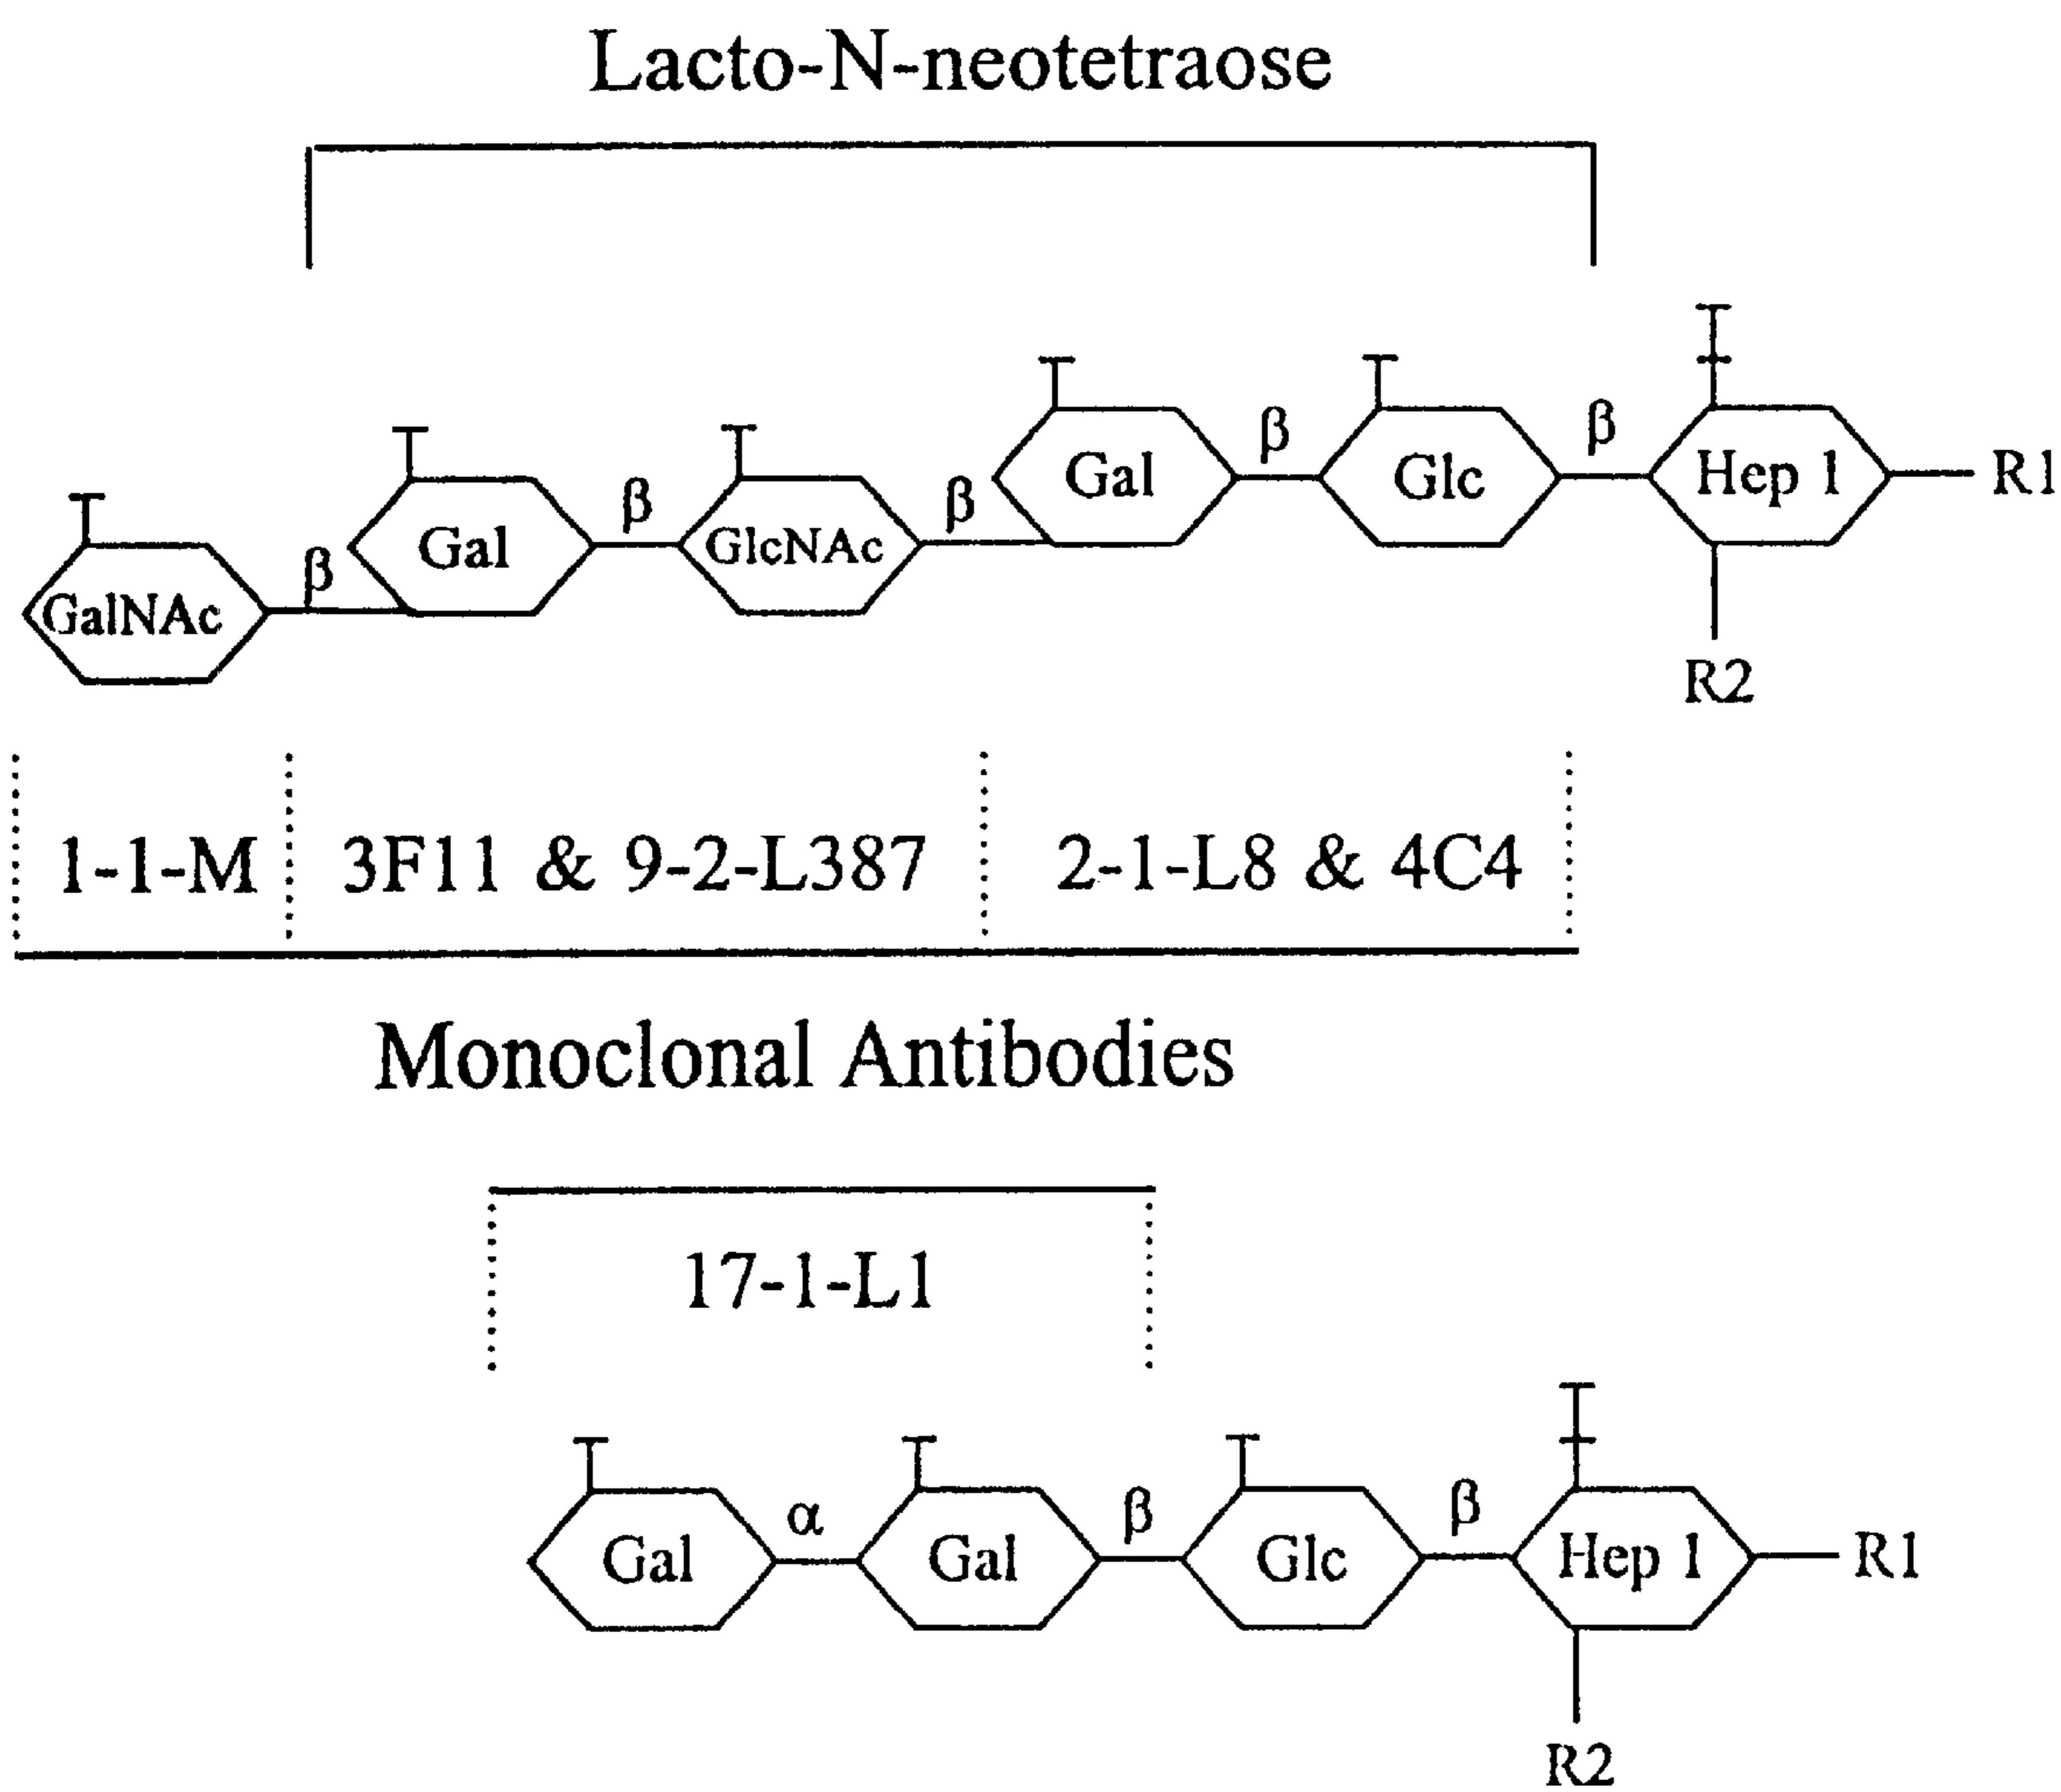 Lacto-N-neotetraose
GalNAc β Gal β GlcNAc β Gal β Glc β Hep 1 R1
R2
1-1-M 3F11 & 9-2-L387 2-1-L8 & 4C4
Monoclonal Antibodies
17-1-L1
Gal α Gal β Glc β Hep 1 R1
R2